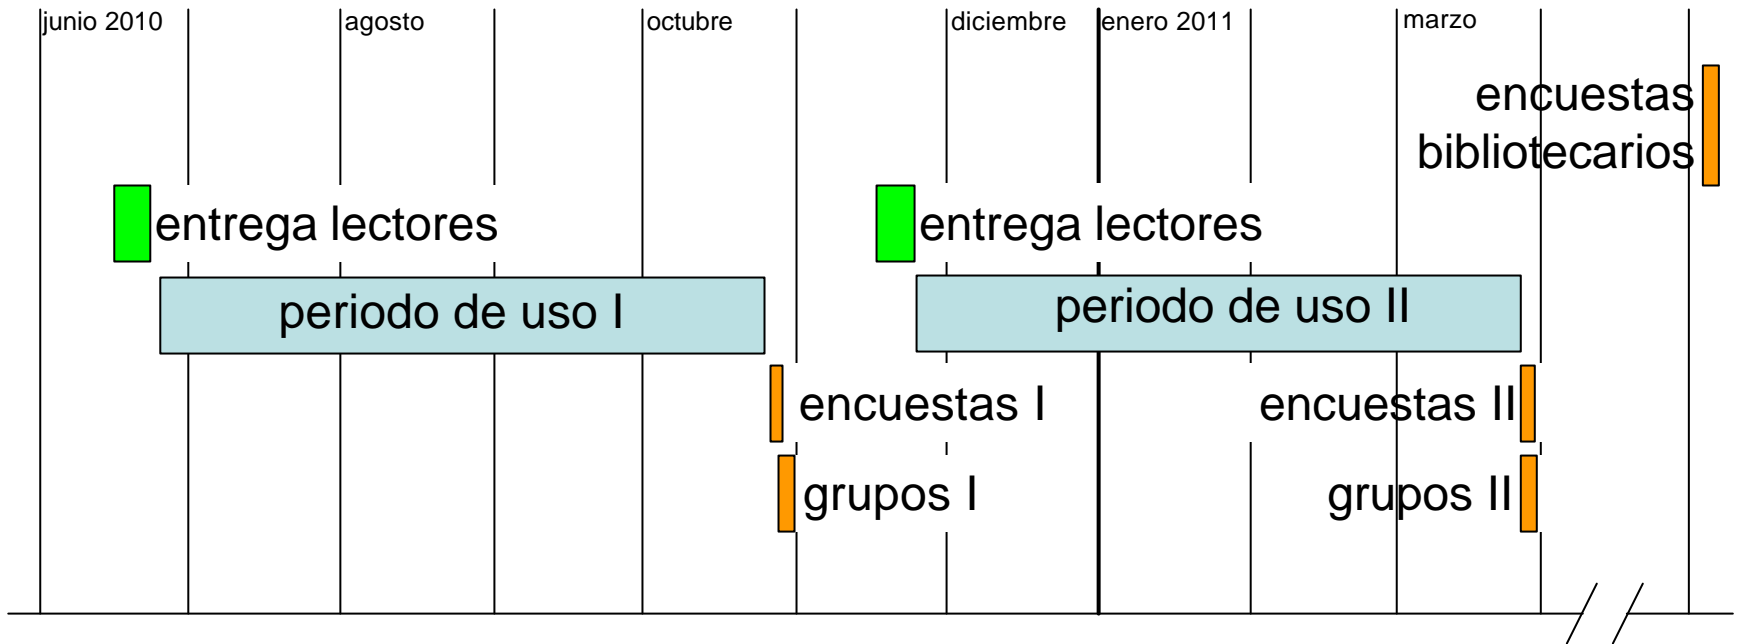 junio 2010
agosto
octubre
diciembre
enero 2011
marzo
encuestas
bibliotecarios
entrega lectores
entrega lectores
periodo de uso I
periodo de uso II
encuestas I
encuestas II
grupos I
grupos II